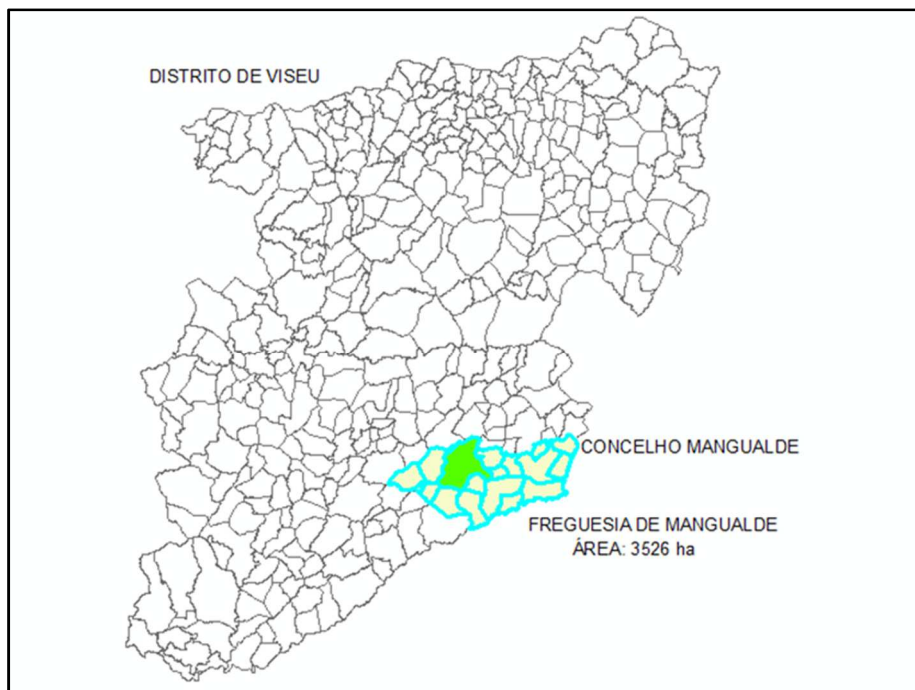 DISTRITO DE VISEU
CONCELHO MANGUALDE
FREGUESIA DE MANGUALDE
ÁREA: 3526 ha